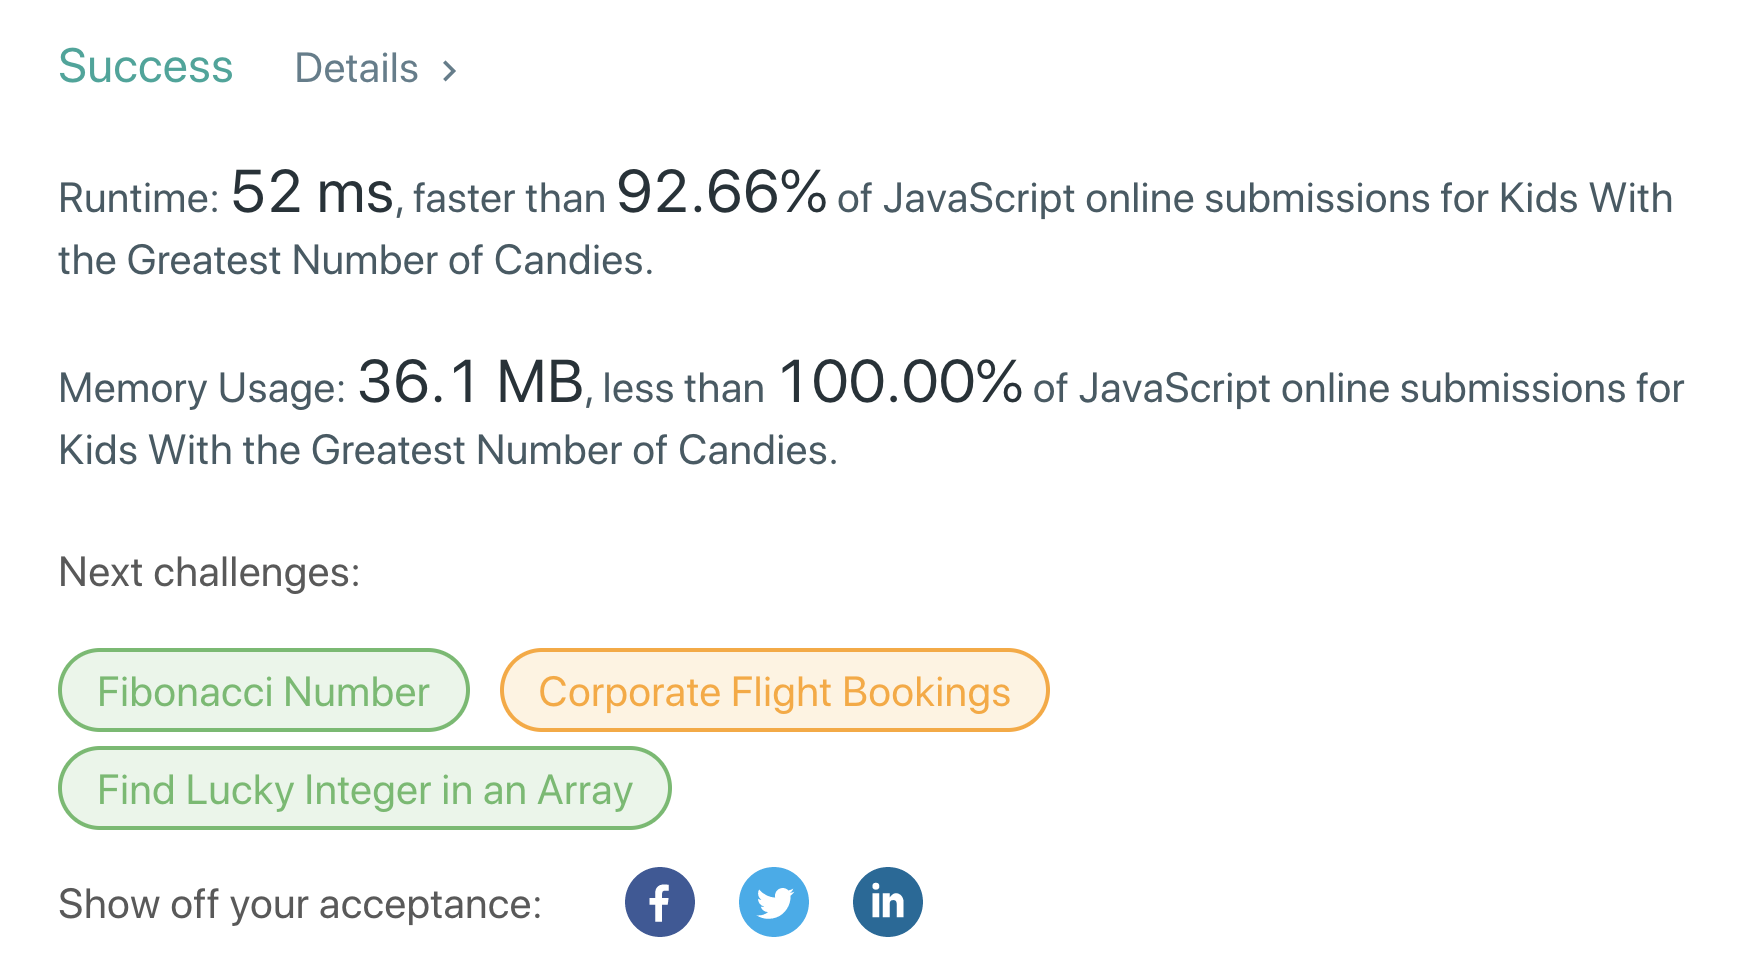 Success Details >
Runtime: 52 ms, faster than 92.66% of JavaScript online submissions for Kids With
the Greatest Number of Candies.
Memory Usage: 36.1 MB, less than 100.00% of JavaScript online submissions for
Kids With the Greatest Number of Candies.
Next challenges:
Fibonacci Number Corporate Flight Bookings
Find Lucky Integer in an Array
Show off your acceptance: f in